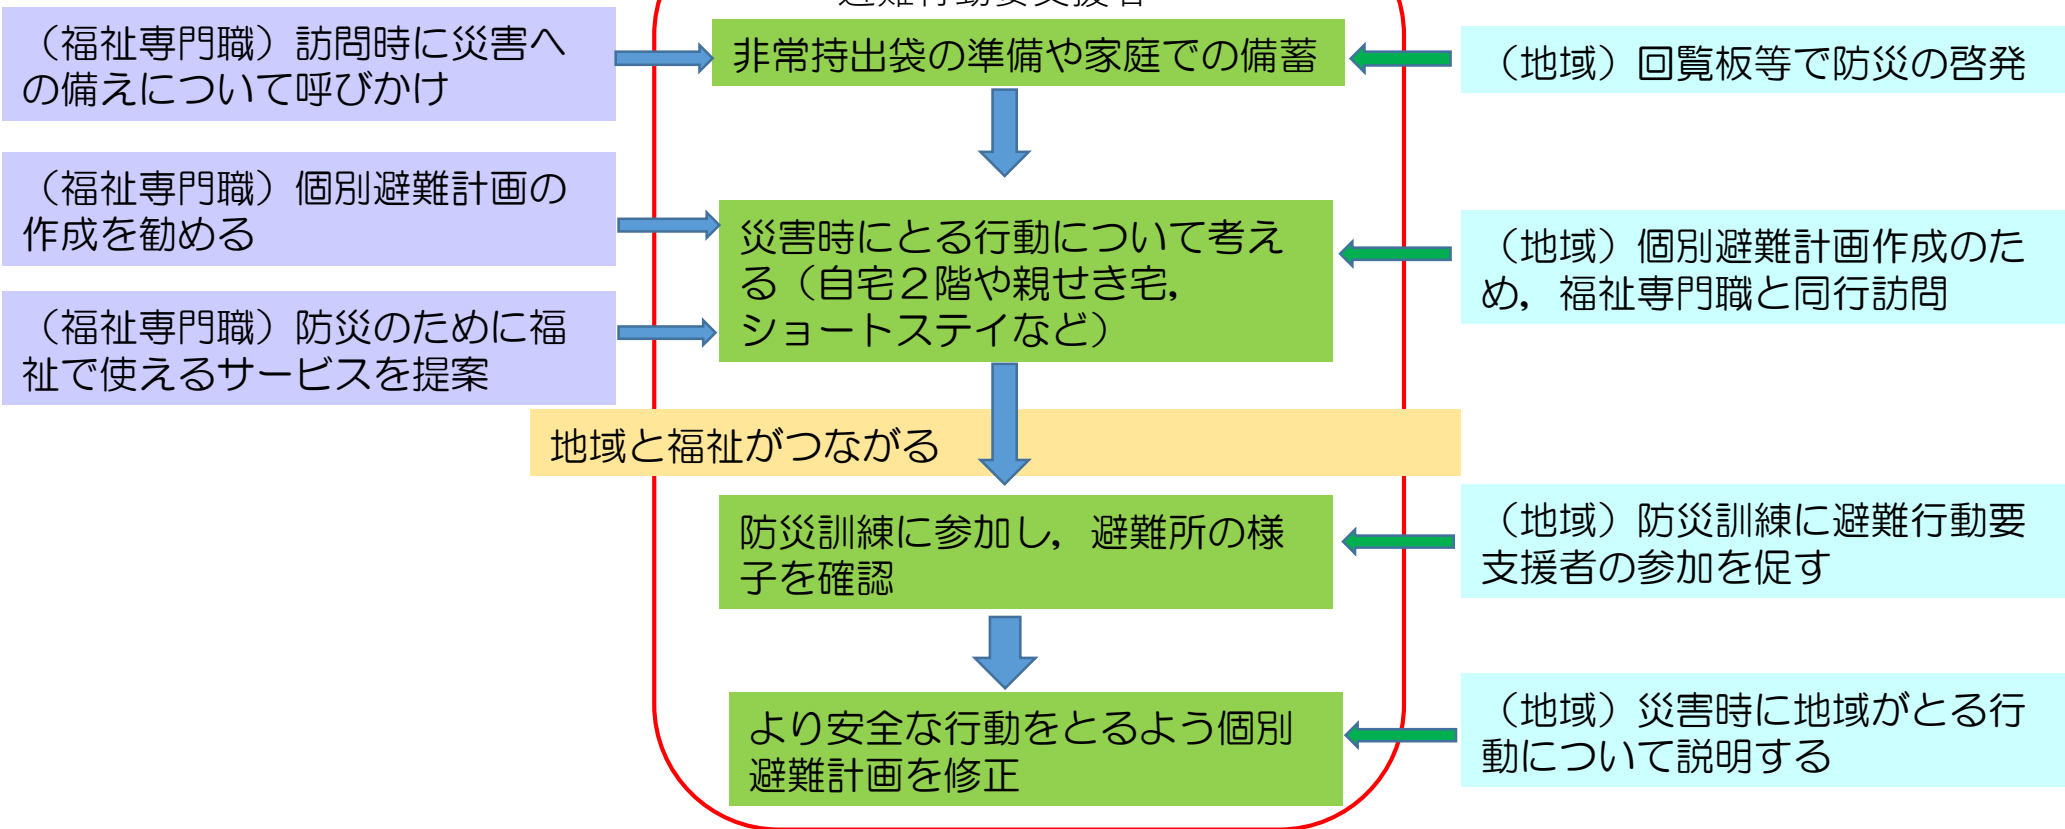 避難行動要支援者
（福祉専門職）訪問時に災害へ
の備えについて呼びかけ
非常持出袋の準備や家庭での備蓄
（地域）回覧板等で防災の啓発
（福祉専門職）個別避難計画の
作成を勧める
災害時にとる行動について考え
る（自宅２階や親せき宅，
ショートステイなど）
（地域）個別避難計画作成のた
め，福祉専門職と同行訪問
（福祉専門職）防災のために福
祉で使えるサービスを提案
地域と福祉がつながる
防災訓練に参加し，避難所の様
子を確認
（地域）防災訓練に避難行動要
支援者の参加を促す
より安全な行動をとるよう個別
避難計画を修正
（地域）災害時に地域がとる行
動について説明する